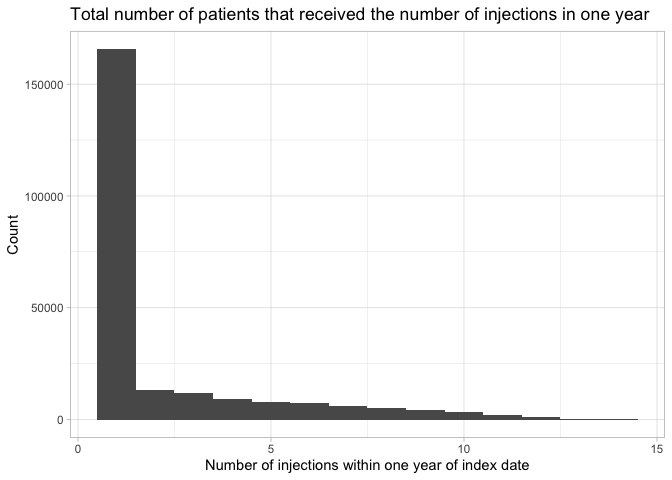 Total number of patients that received the number of injections in one year
150000
100000
50000
0
Count
0 5 10 15
Number of injections within one year of index date